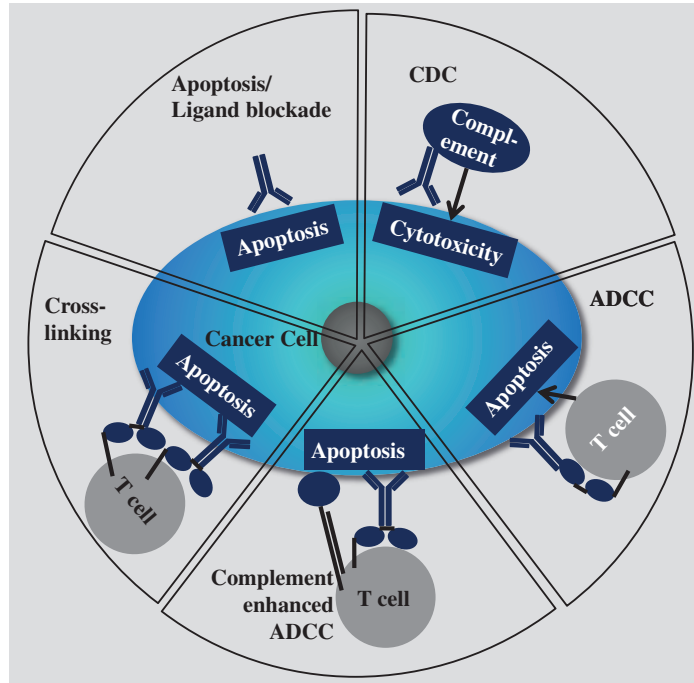 Apoptosis/
Ligand blockade
Apoptosis
CDC
Compl-
ement
Cytotoxicity
ADCC
Apoptosis
T cell
Cross-
linking
Cancer Cell
Apoptosis
T cell
Apoptosis
Complement
enhanced
ADCC
T cell